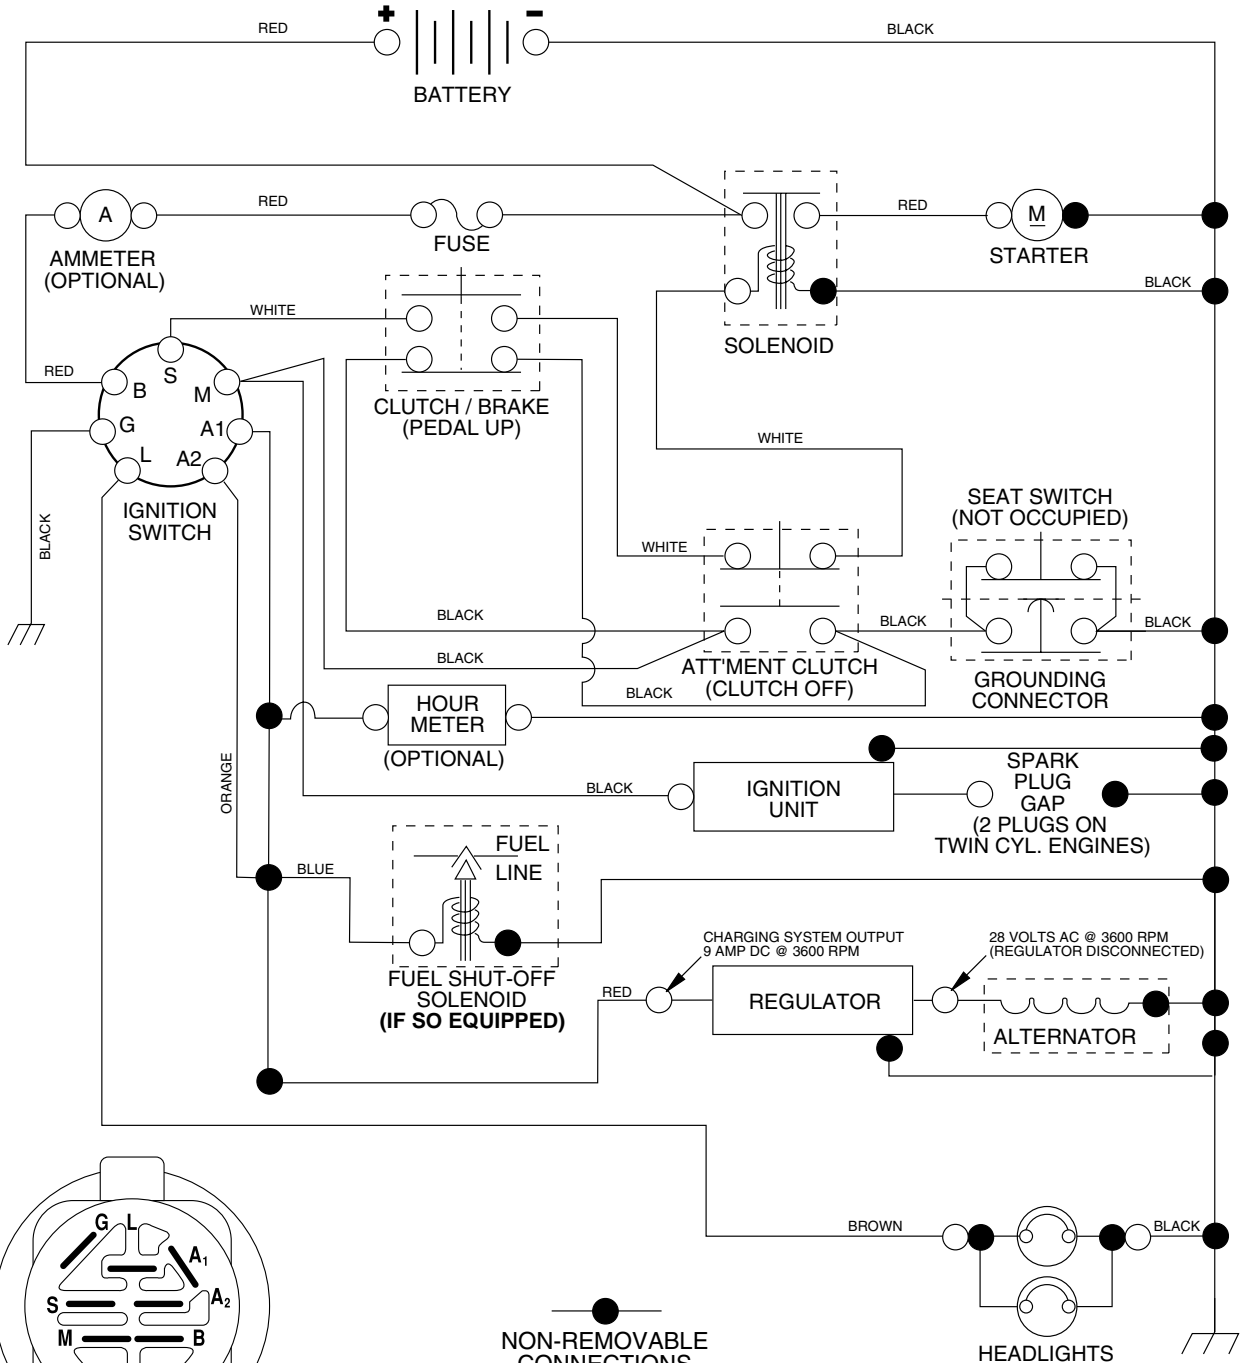 + -
RED
BLACK
BATTERY
RED
RED
A
M
FUSE
AMMETER
(OPTIONAL)
STARTER
BLACK
WHITE
SOLENOID
RED
S
B
M
G
A1
L
A2
CLUTCH / BRAKE
(PEDAL UP)
WHITE
IGNITION
SWITCH
BLACK
SEAT SWITCH
(NOT OCCUPIED)
WHITE
BLACK
BLACK
BLACK
BLACK
ATT'MENT CLUTCH
(CLUTCH OFF)
BLACK
GROUNDING
CONNECTOR
HOUR
METER
(OPTIONAL)
ORANGE
BLACK
IGNITION
UNIT
SPARK
PLUG
GAP
(2 PLUGS ON
TWIN CYL. ENGINES)
BLUE
FUEL
LINE
FUEL SHUT-OFF
SOLENOID
(IF SO EQUIPPED)
CHARGING SYSTEM OUTPUT
9 AMP DC @ 3600 RPM
28 VOLTS AC @ 3600 RPM
(REGULATOR DISCONNECTED)
RED
REGULATOR
ALTERNATOR
BROWN
BLACK
G L
A1
S
A2
M
B
NON-REMOVABLE
CONNECTIONS
HEADLIGHTS